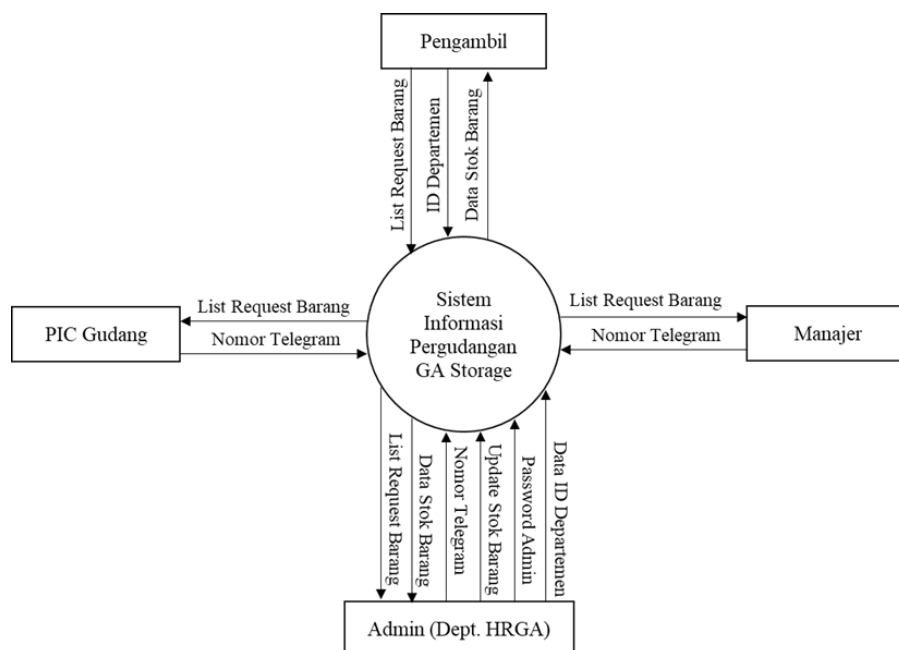 Pengambil
List Request Barang
ID Departemen
Data Stok Barang
List Request Barang
Nomor Telegram
PIC Gudang
Sistem
Informasi
Pergudangan
GA Storage
List Request Barang
Nomor Telegram
Manajer
List Request Barang
Data Stok Barang
Nomor Telegram
Update Stok Barang
Password Admin
Data ID Departemen
Admin (Dept. HRGA)